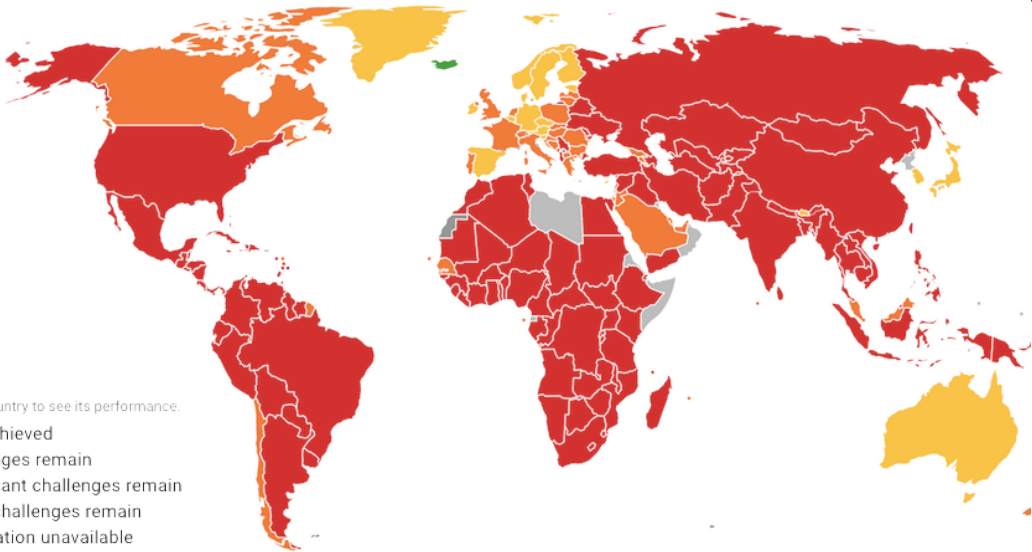 untry to see its performance.
hieved
ges remain
ant challenges remain
hallenges remain
ation unavailable